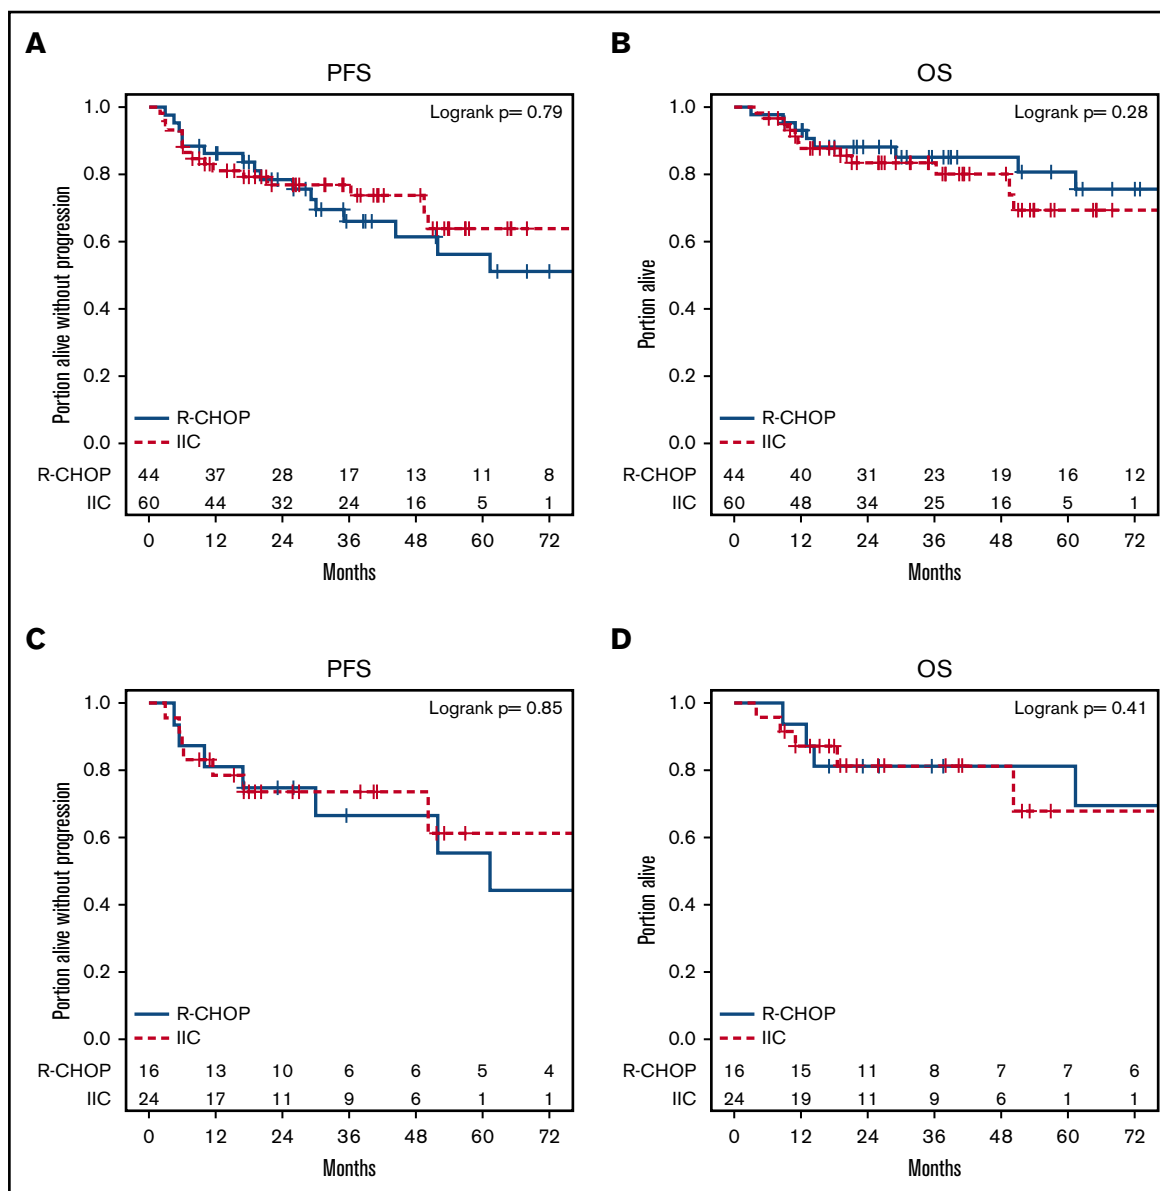 A
PFS
Logrank p= 0.79
Portion alive without progression
1.0
0.8
0.6
0.4
0.2
0.0
R-CHOP
IIC
R-CHOP 44 37 28 17 13 11 8
IIC 60 44 32 24 16 5 1
0 12 24 36 48 60 72
Months
B
OS
Logrank p= 0.28
Portion alive
1.0
0.8
0.6
0.4
0.2
0.0
R-CHOP
IIC
R-CHOP 44 40 31 23 19 16 12
IIC 60 48 34 25 16 5 1
0 12 24 36 48 60 72
Months
C
PFS
Logrank p= 0.85
Portion alive without progression
1.0
0.8
0.6
0.4
0.2
0.0
R-CHOP
IIC
R-CHOP 16 13 10 6 6 5 4
IIC 24 17 11 9 6 1 1
0 12 24 36 48 60 72
Months
D
OS
Logrank p= 0.41
Portion alive
1.0
0.8
0.6
0.4
0.2
0.0
R-CHOP
IIC
R-CHOP 16 15 11 8 7 7 6
IIC 24 19 11 9 6 1 1
0 12 24 36 48 60 72
Months